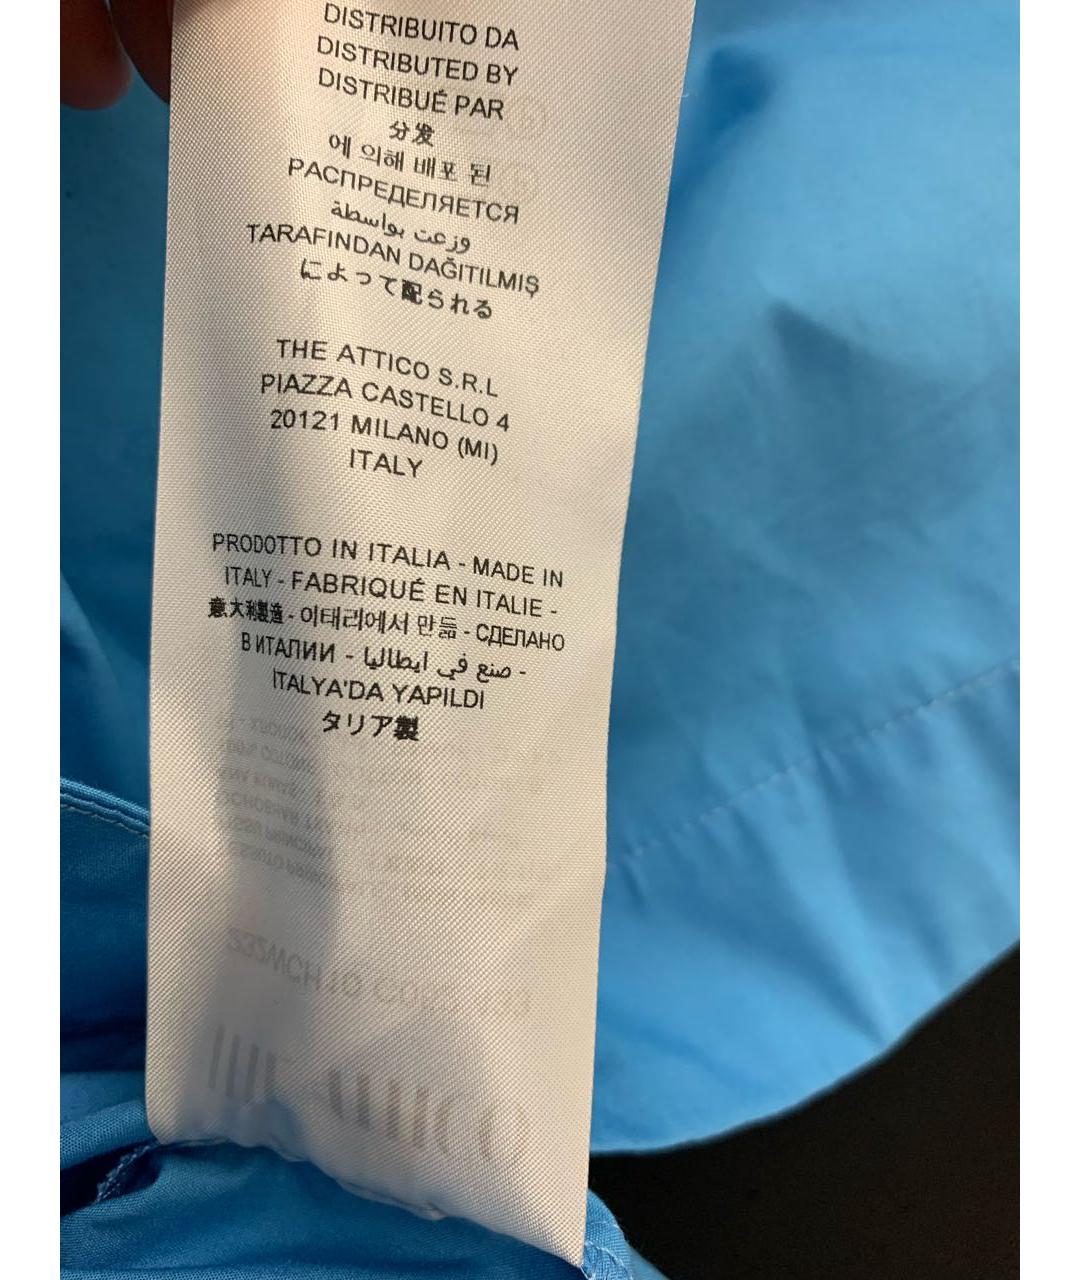 DISTRIBUITO DA
DISTRIBUTED BY
DISTRIBUÉ PAR
分发
에 의해 배포 된
РАСПРЕДЕЛЯЕТСЯ
وزعت بواسطة
TARAFINDAN DAĞITILMIŞ
によって配られる
THE ATTICO S.R.L
PIAZZA CASTELLO 4
20121 MILANO (MI)
ITALY
PRODOTTO IN ITALIA - MADE IN
ITALY - FABRIQUÉ EN ITALIE -
意大利製造 - 이태리에서 만듦 - СДЕЛАНО
В ИТАЛИИ - صنع في ايطاليا -
İTALYA'DA YAPILDI
タリア製